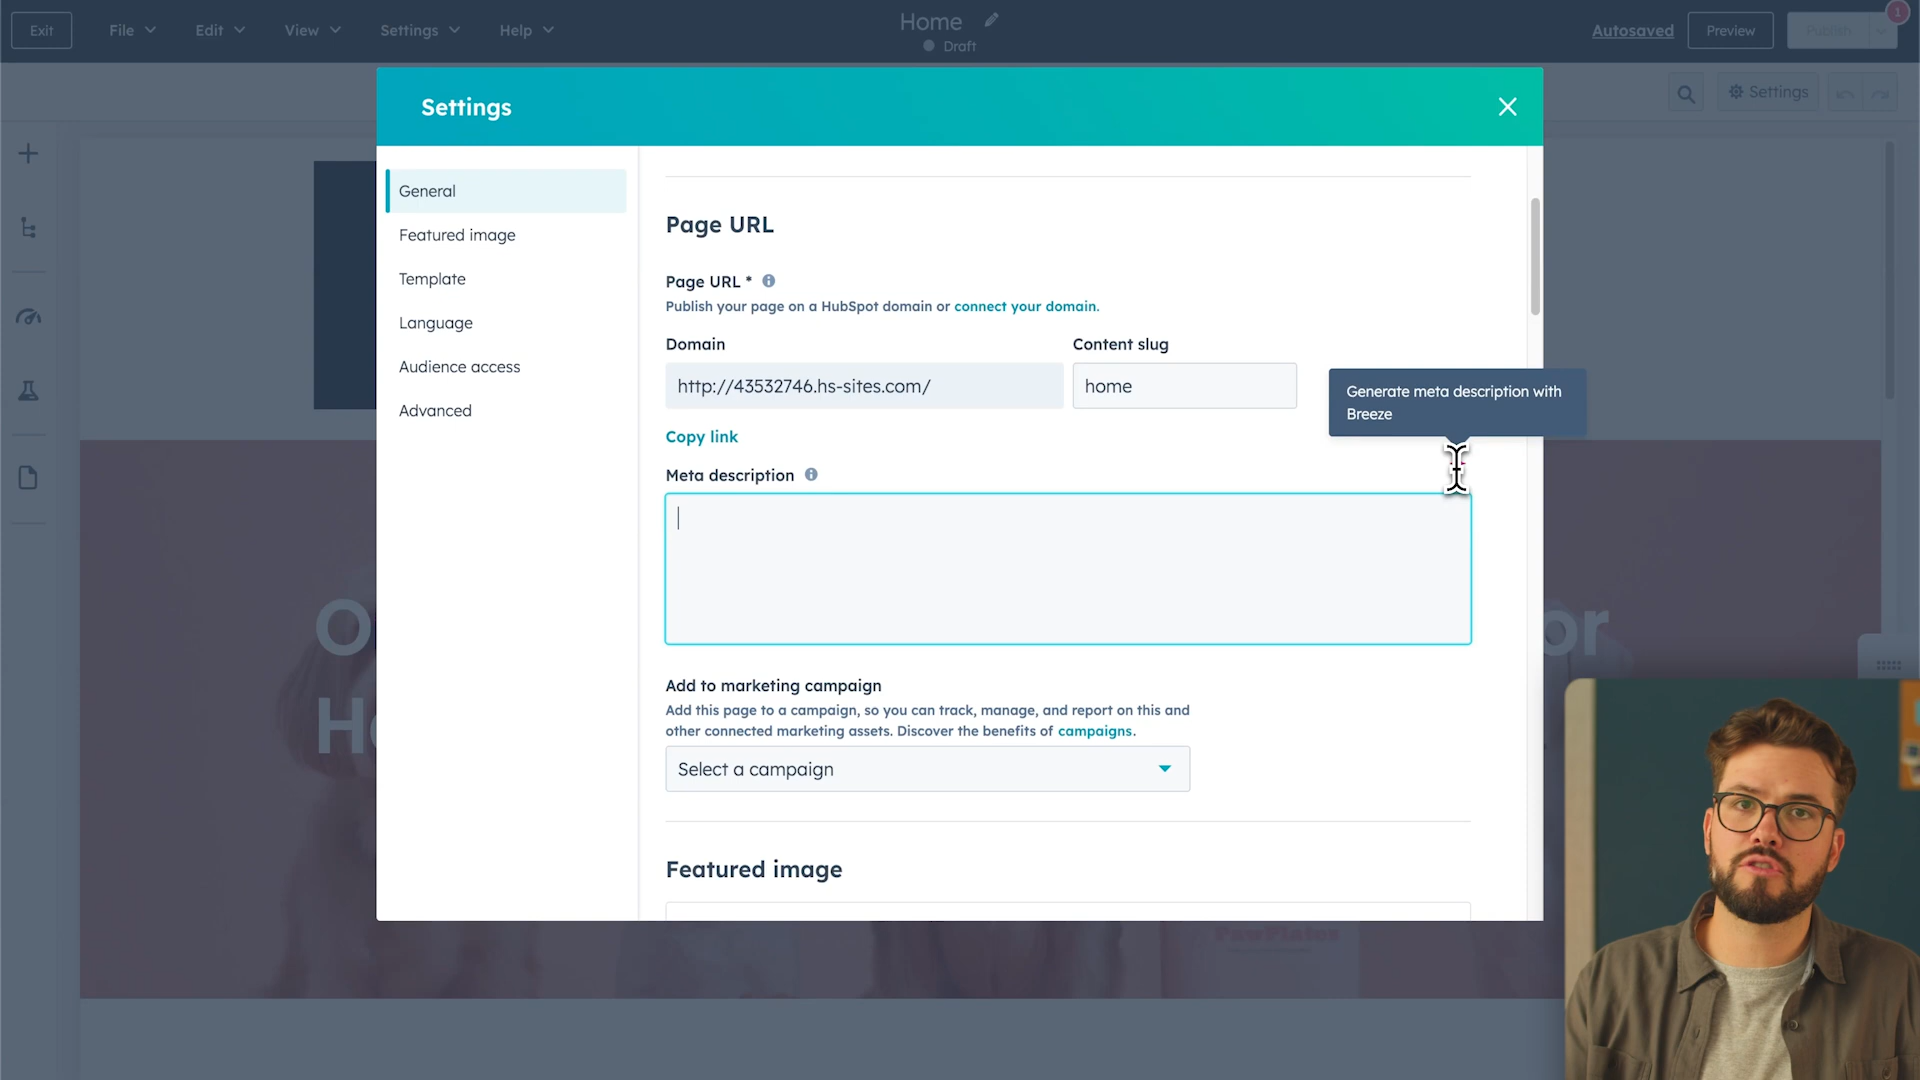 Exit
File
Edit
View
Settings
Help
Home
Draft
Autosaved
Preview
Publish
1
Settings
Settings
General
Featured image
Template
Language
Audience access
Advanced
Page URL
Page URL *
Publish your page on a HubSpot domain or connect your domain.
Domain
Content slug
http://43532746.hs-sites.com/
home
Generate meta description with
Breeze
Copy link
Meta description
Add to marketing campaign
Add this page to a campaign, so you can track, manage, and report on this and
other connected marketing assets. Discover the benefits of campaigns.
Select a campaign
Featured image
PawPlates